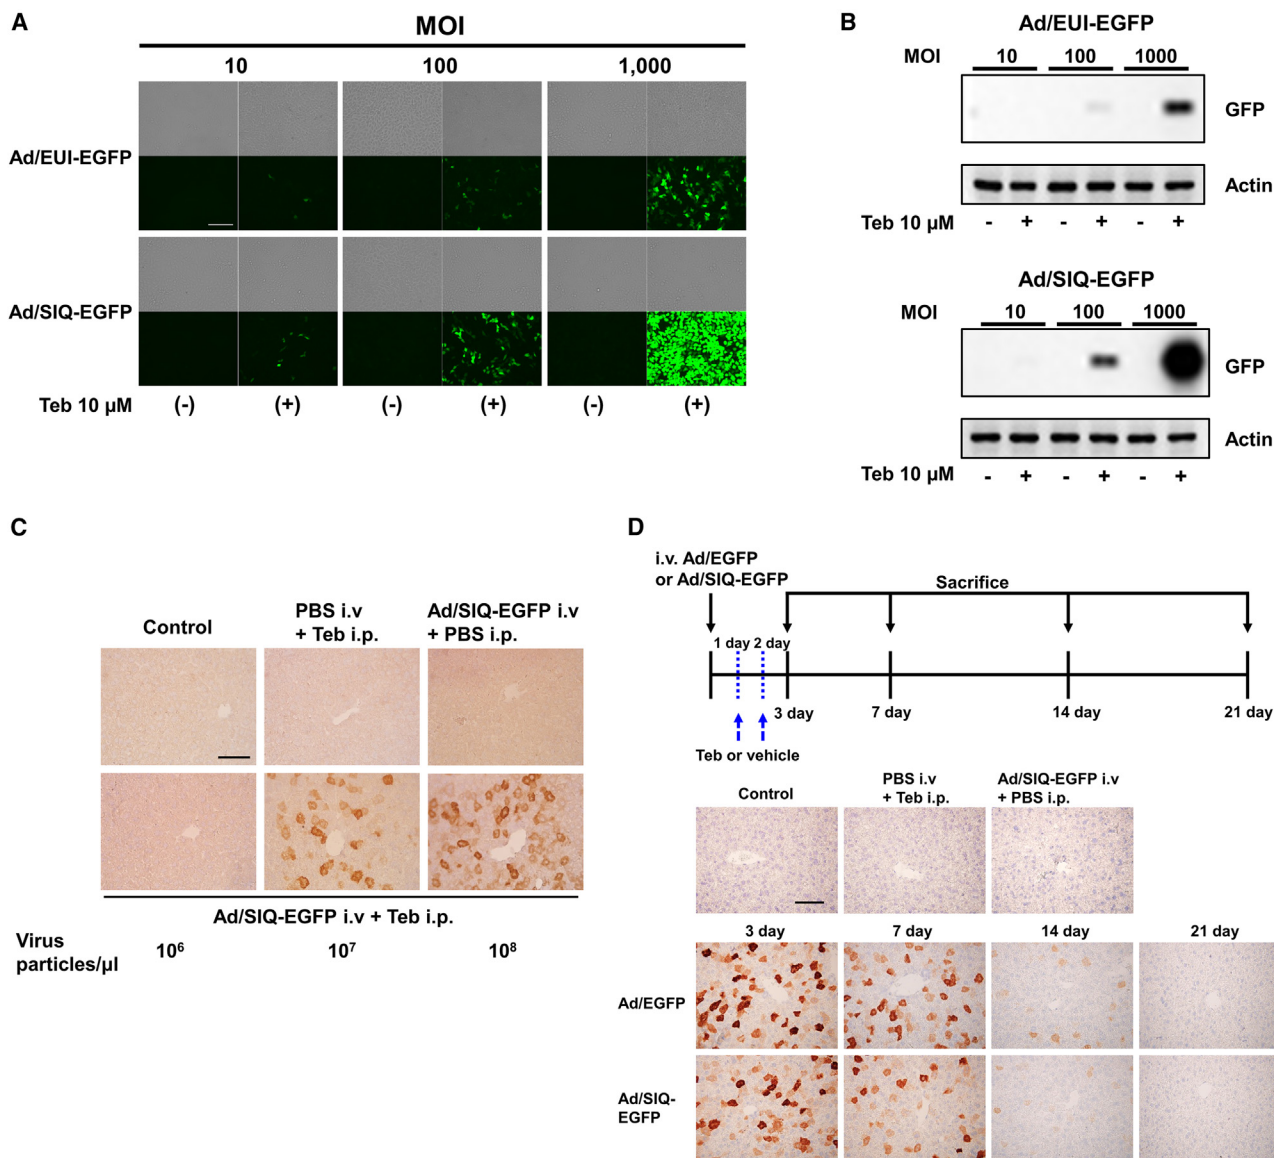 A
MOI
10 100 1,000
Ad/EUI-EGFP
Ad/SIQ-EGFP
Teb 10 µM (-) (+) (-) (+) (-) (+)
B
Ad/EUI-EGFP
MOI 10 100 1000
GFP
Actin
Teb 10 µM - + - + - +
Ad/SIQ-EGFP
MOI 10 100 1000
GFP
Actin
Teb 10 µM - + - + - +
C
Control
PBS i.v
+ Teb i.p.
Ad/SIQ-EGFP i.v
+ PBS i.p.
Ad/SIQ-EGFP i.v + Teb i.p.
Virus
particles/µl
10⁶ 10⁷ 10⁸
D
i.v. Ad/EGFP
or Ad/SIQ-EGFP
Sacrifice
1 day 2 day
3 day 7 day 14 day 21 day
Teb or vehicle
Control
PBS i.v
+ Teb i.p.
Ad/SIQ-EGFP i.v
+ PBS i.p.
3 day 7 day 14 day 21 day
Ad/EGFP
Ad/SIQ-
EGFP